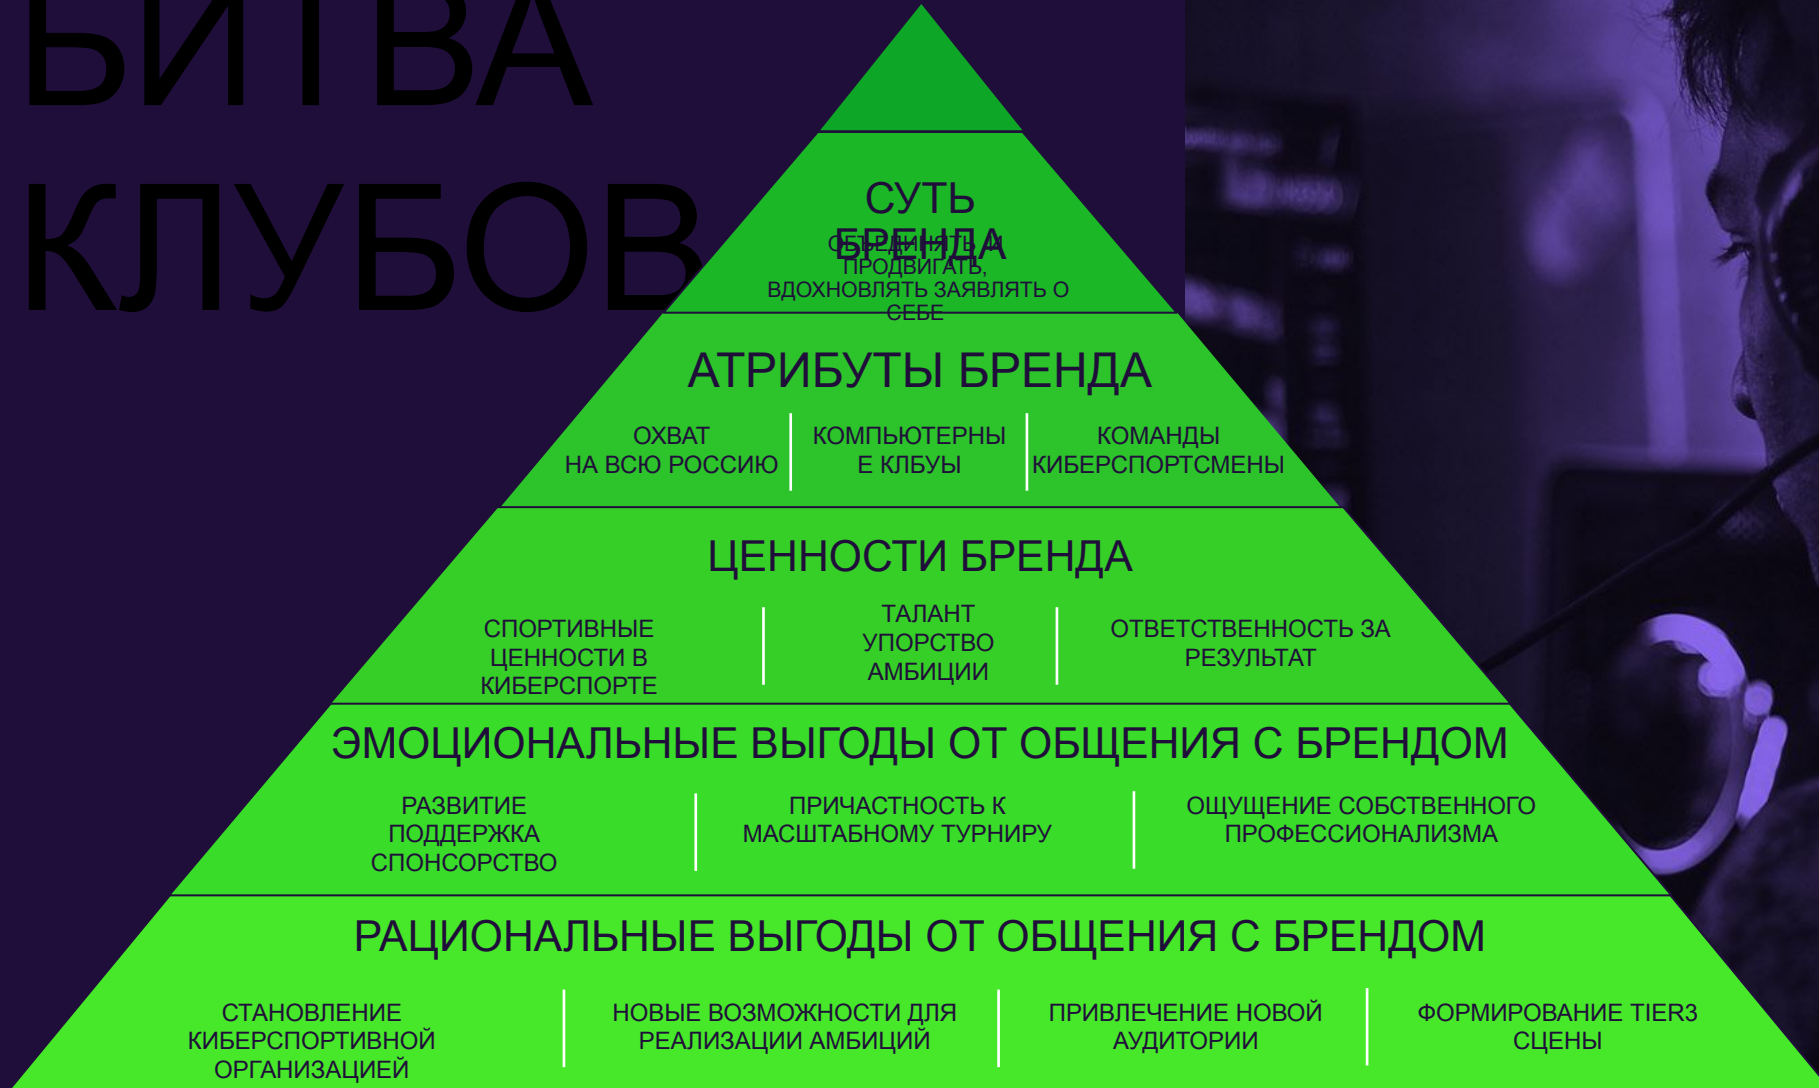 БИТВА
КЛУБОВ
СУТЬ
БРЕНДА
ОБЪЕДИНЯТЬ И
ПРОДВИГАТЬ,
ВДОХНОВЛЯТЬ ЗАЯВЛЯТЬ О
СЕБЕ
АТРИБУТЫ БРЕНДА
ОХВАТ
НА ВСЮ РОССИЮ
КОМПЬЮТЕРНЫ
Е КЛБУЫ
КОМАНДЫ
КИБЕРСПОРТСМЕНЫ
ЦЕННОСТИ БРЕНДА
СПОРТИВНЫЕ
ЦЕННОСТИ В
КИБЕРСПОРТЕ
ТАЛАНТ
УПОРСТВО
АМБИЦИИ
ОТВЕТСТВЕННОСТЬ ЗА
РЕЗУЛЬТАТ
ЭМОЦИОНАЛЬНЫЕ ВЫГОДЫ ОТ ОБЩЕНИЯ С БРЕНДОМ
РАЗВИТИЕ
ПОДДЕРЖКА
СПОНСОРСТВО
ПРИЧАСТНОСТЬ К
МАСШТАБНОМУ ТУРНИРУ
ОЩУЩЕНИЕ СОБСТВЕННОГО
ПРОФЕССИОНАЛИЗМА
РАЦИОНАЛЬНЫЕ ВЫГОДЫ ОТ ОБЩЕНИЯ С БРЕНДОМ
СТАНОВЛЕНИЕ
КИБЕРСПОРТИВНОЙ
ОРГАНИЗАЦИЕЙ
НОВЫЕ ВОЗМОЖНОСТИ ДЛЯ
РЕАЛИЗАЦИИ АМБИЦИЙ
ПРИВЛЕЧЕНИЕ НОВОЙ
АУДИТОРИИ
ФОРМИРОВАНИЕ TIER3
СЦЕНЫ